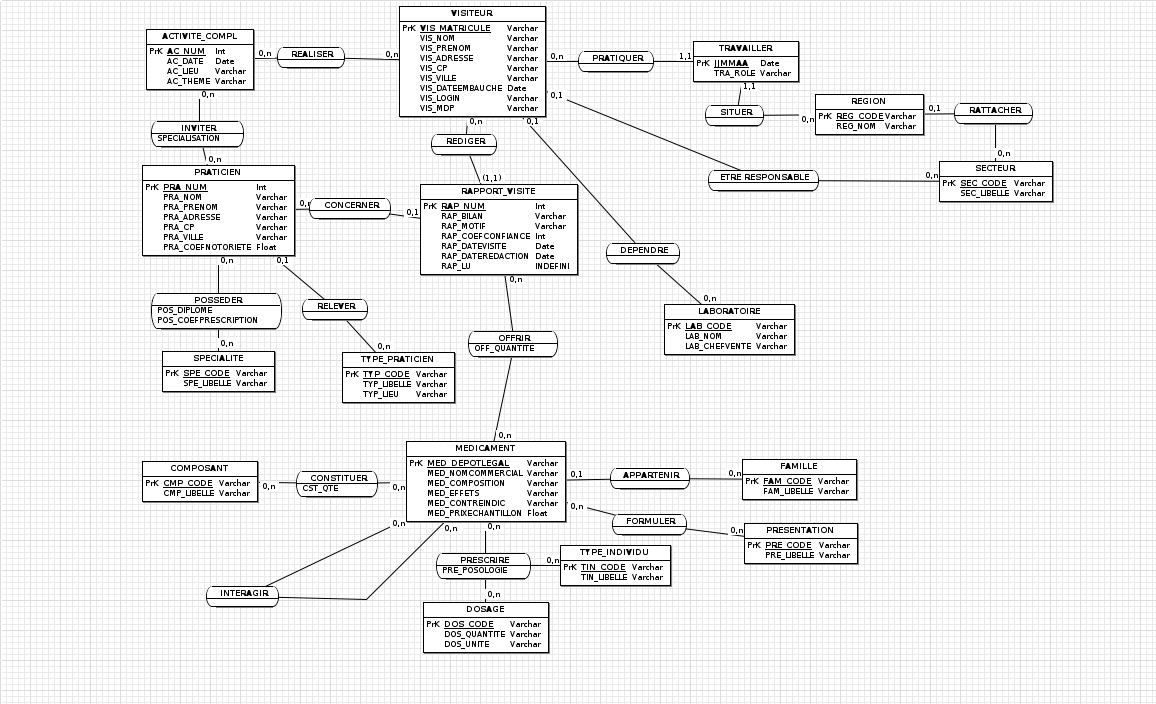 VISITEUR
PrK VIS_MATRICULE Varchar
VIS_NOM Varchar
VIS_PRENOM Varchar
VIS_ADRESSE Varchar
VIS_CP Varchar
VIS_VILLE Varchar
VIS_DATEEMBAUCHE Date
VIS_LOGIN Varchar
VIS_MDP Varchar
ACTIVITE_COMPL
PrK AC_NUM Int
AC_DATE Date
AC_LIEU Varchar
AC_THEME Varchar
0,n
REALISER
0,n
0,n
PRATIQUER
1,1
TRAVAILLER
PrK JJMMAA Date
TRA_ROLE Varchar
1,1
SITUER
0,n
REGION
PrK REG_CODE Varchar
REG_NOM Varchar
0,1
RATTACHER
0,n
SECTEUR
PrK SEC_CODE Varchar
SEC_LIBELLE Varchar
0,1
ETRE RESPONSABLE
0,n
0,n
INVITER
SPECIALISATION
0,n
0,n
REDIGER
(1,1)
0,1
DEPENDRE
0,n
PRATICIEN
PrK PRA_NUM Int
PRA_NOM Varchar
PRA_PRENOM Varchar
PRA_ADRESSE Varchar
PRA_CP Varchar
PRA_VILLE Varchar
PRA_COEFNOTORIETE Float
0,n
CONCERNER
0,1
RAPPORT_VISITE
PrK RAP_NUM Int
RAP_BILAN Varchar
RAP_MOTIF Varchar
RAP_COEFCONFIANCE Int
RAP_DATEVISITE Date
RAP_DATEREDACTION Date
RAP_LU INDEFINI
0,n
LABORATOIRE
PrK LAB_CODE Varchar
LAB_NOM Varchar
LAB_CHEFVENTE Varchar
0,n
POSSEDER
POS_DIPLOME
POS_COEFPRESCRIPTION
0,n
0,1
RELEVER
0,n
SPECIALITE
PrK SPE_CODE Varchar
SPE_LIBELLE Varchar
TYPE_PRATICIEN
PrK TYP_CODE Varchar
TYP_LIBELLE Varchar
TYP_LIEU Varchar
OFFRIR
OFF_QUANTITE
0,n
MEDICAMENT
PrK MED_DEPOTLEGAL Varchar
MED_NOMCOMMERCIAL Varchar
MED_COMPOSITION Varchar
MED_EFFETS Varchar
MED_CONTREINDIC Varchar
MED_PRIXECHANTILLON Float
COMPOSANT
PrK CMP_CODE Varchar
CMP_LIBELLE Varchar
0,n
CONSTITUER
CST_QTE
0,n
0,1
APPARTENIR
0,n
FAMILLE
PrK FAM_CODE Varchar
FAM_LIBELLE Varchar
0,n
FORMULER
0,n
PRESENTATION
PrK PRE_CODE Varchar
PRE_LIBELLE Varchar
0,n
0,n
INTERAGIR
0,n
PRESCRIRE
PRE_POSOLOGIE
0,n
TYPE_INDIVIDU
PrK TIN_CODE Varchar
TIN_LIBELLE Varchar
0,n
DOSAGE
PrK DOS_CODE Varchar
DOS_QUANTITE Varchar
DOS_UNITE Varchar